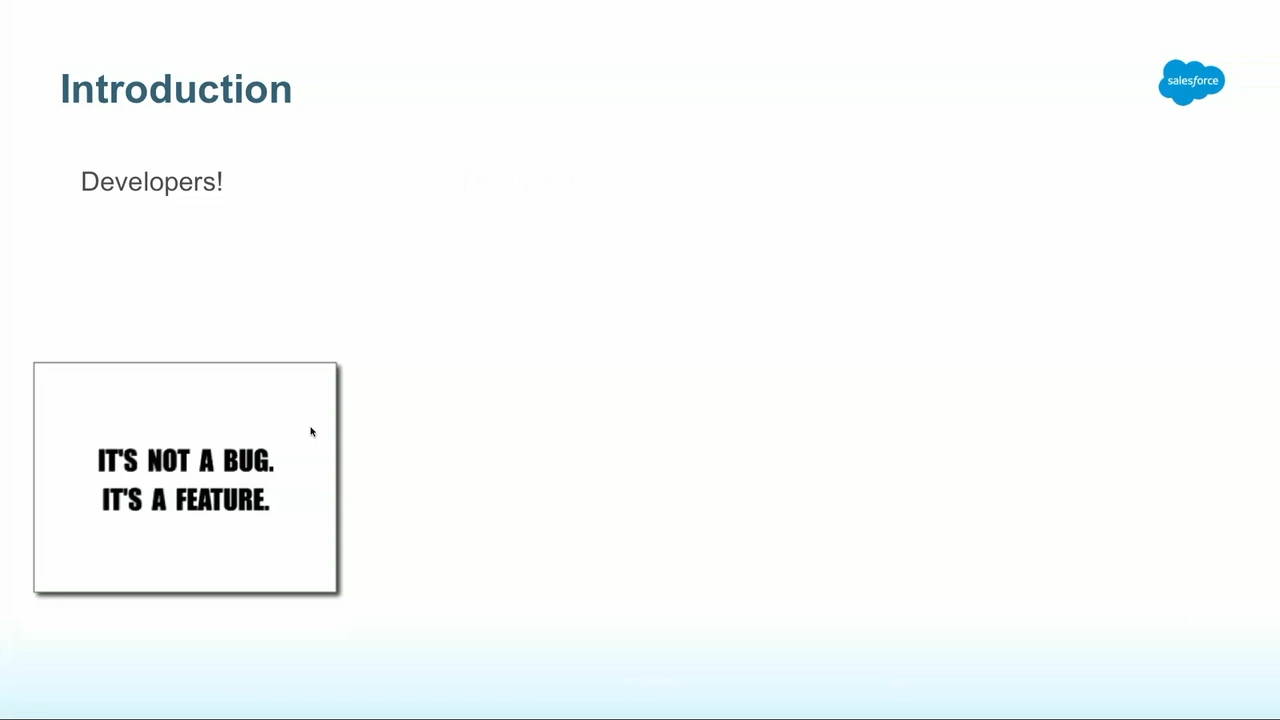 Introduction
salesforce
Developers!
IT'S NOT A BUG.
IT'S A FEATURE.